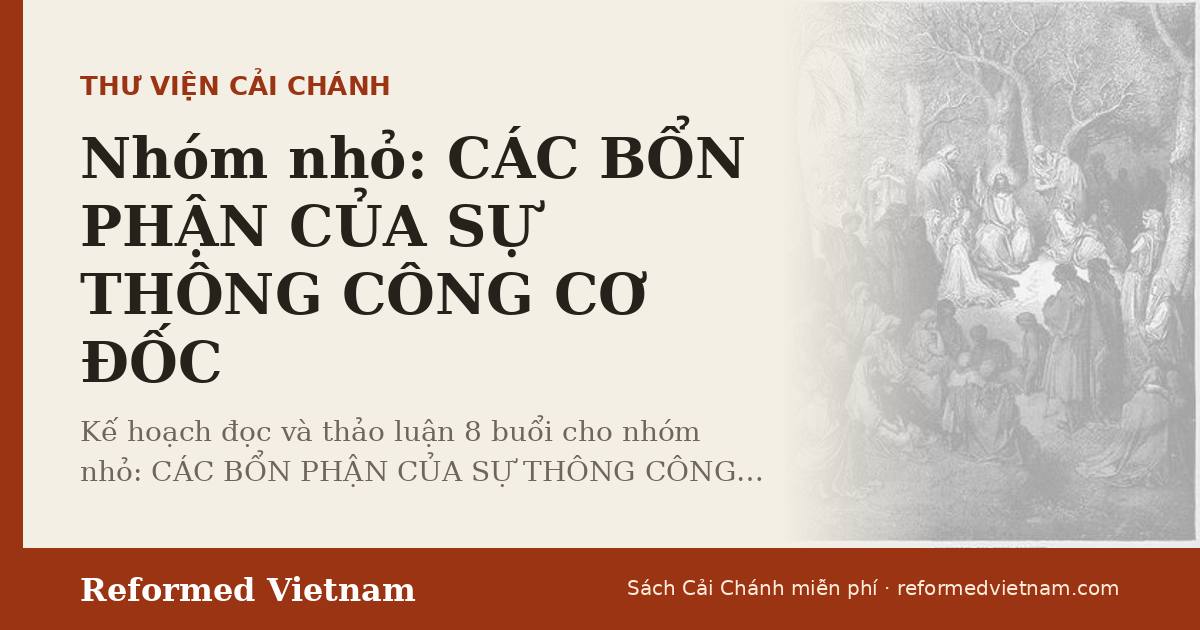 THƯ VIỆN CẢI CHÁNH
Nhóm nhỏ: CÁC BỔN
PHẬN CỦA SỰ
THÔNG CÔNG CƠ
ĐỐC
Kế hoạch đọc và thảo luận 8 buổi cho nhóm
nhỏ: CÁC BỔN PHẬN CỦA SỰ THÔNG CÔNG...
Reformed Vietnam
Sách Cải Chánh miễn phí · reformedvietnam.com